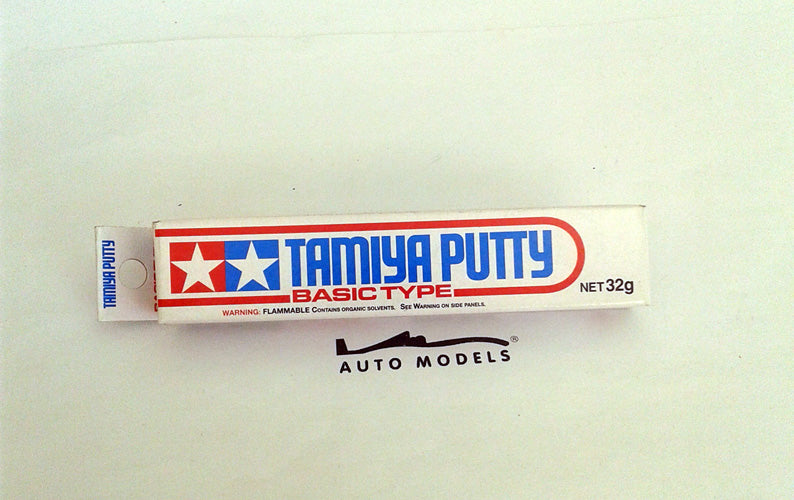 TAMIYA PUTTY
TAMIYA PUTTY
BASIC TYPE
NET 32g
WARNING: FLAMMABLE CONTAINS ORGANIC SOLVENTS. SEE WARNING ON SIDE PANELS.
®
AUTO MODELS